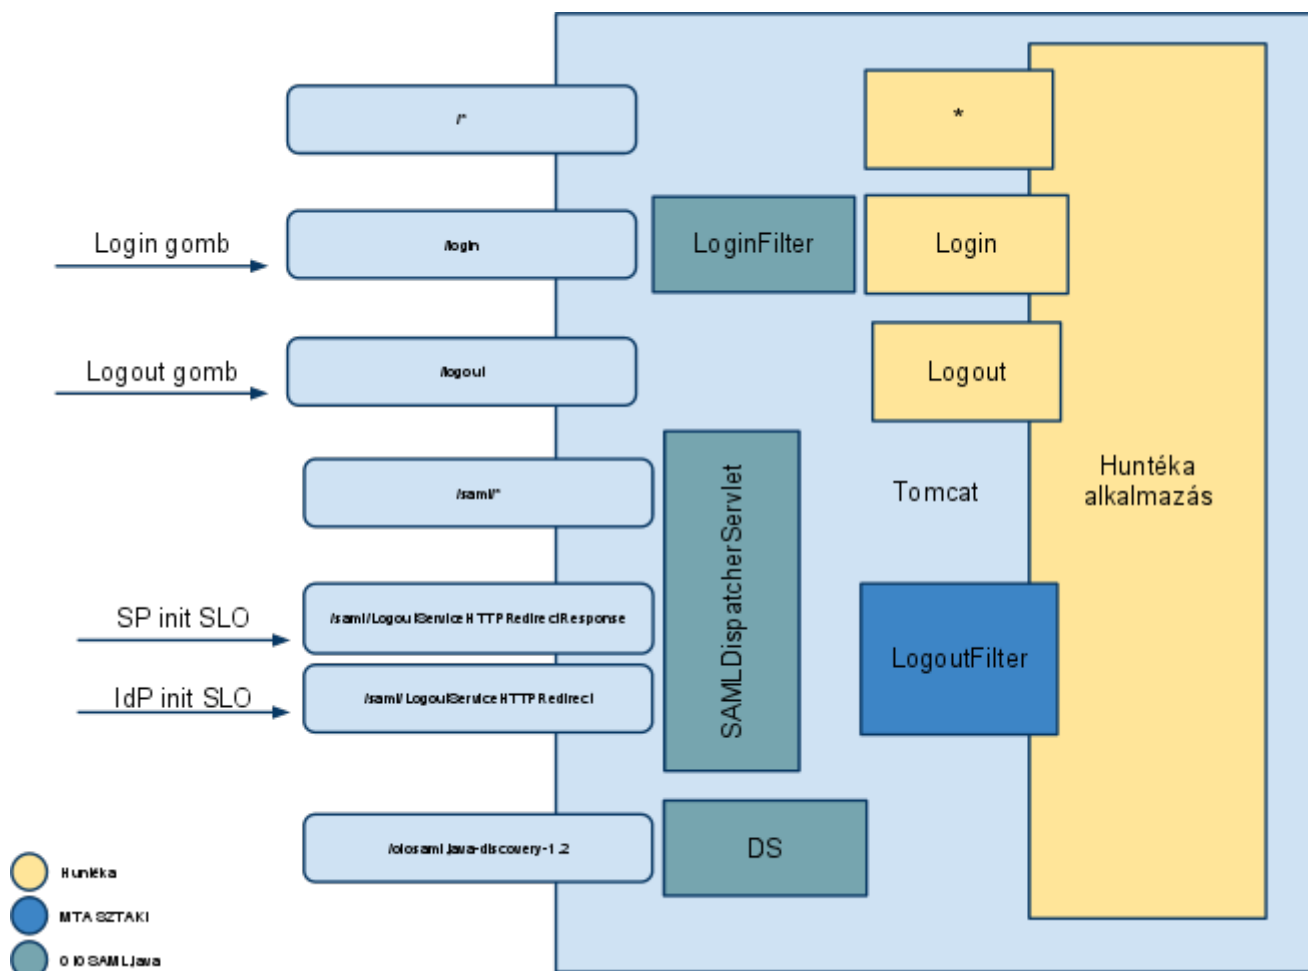 /*
*
Login gomb
/login
LoginFilter
Login
Logout gomb
/logout
Logout
/saml/*
SAMLDispatcherServlet
Tomcat
Huntéka
alkalmazás
SP init SLO
/saml/LogoutServiceHTTPRedirectResponse
LogoutFilter
IdP init SLO
/saml/LogoutServiceHTTPRedirect
/oiosaml.java-discovery-1.2
DS
Huntéka
MTA SZTAKI
OIOSAML.java